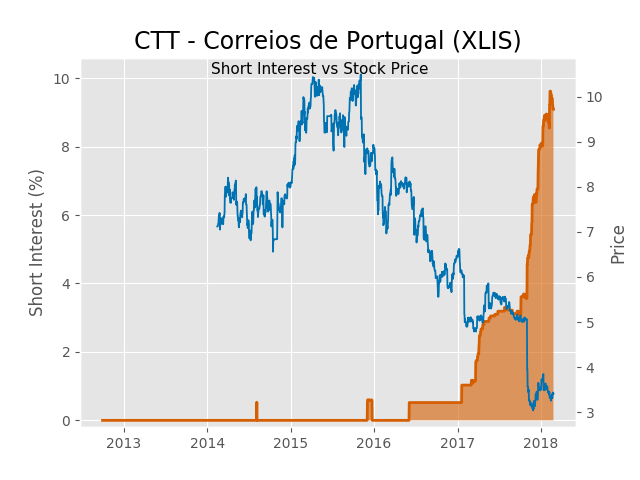 CTT - Correios de Portugal (XLIS)
Short Interest vs Stock Price
Short Interest (%)
10
8
6
4
2
0
10
9
8
7
6
5
4
3
Price
2013 2014 2015 2016 2017 2018